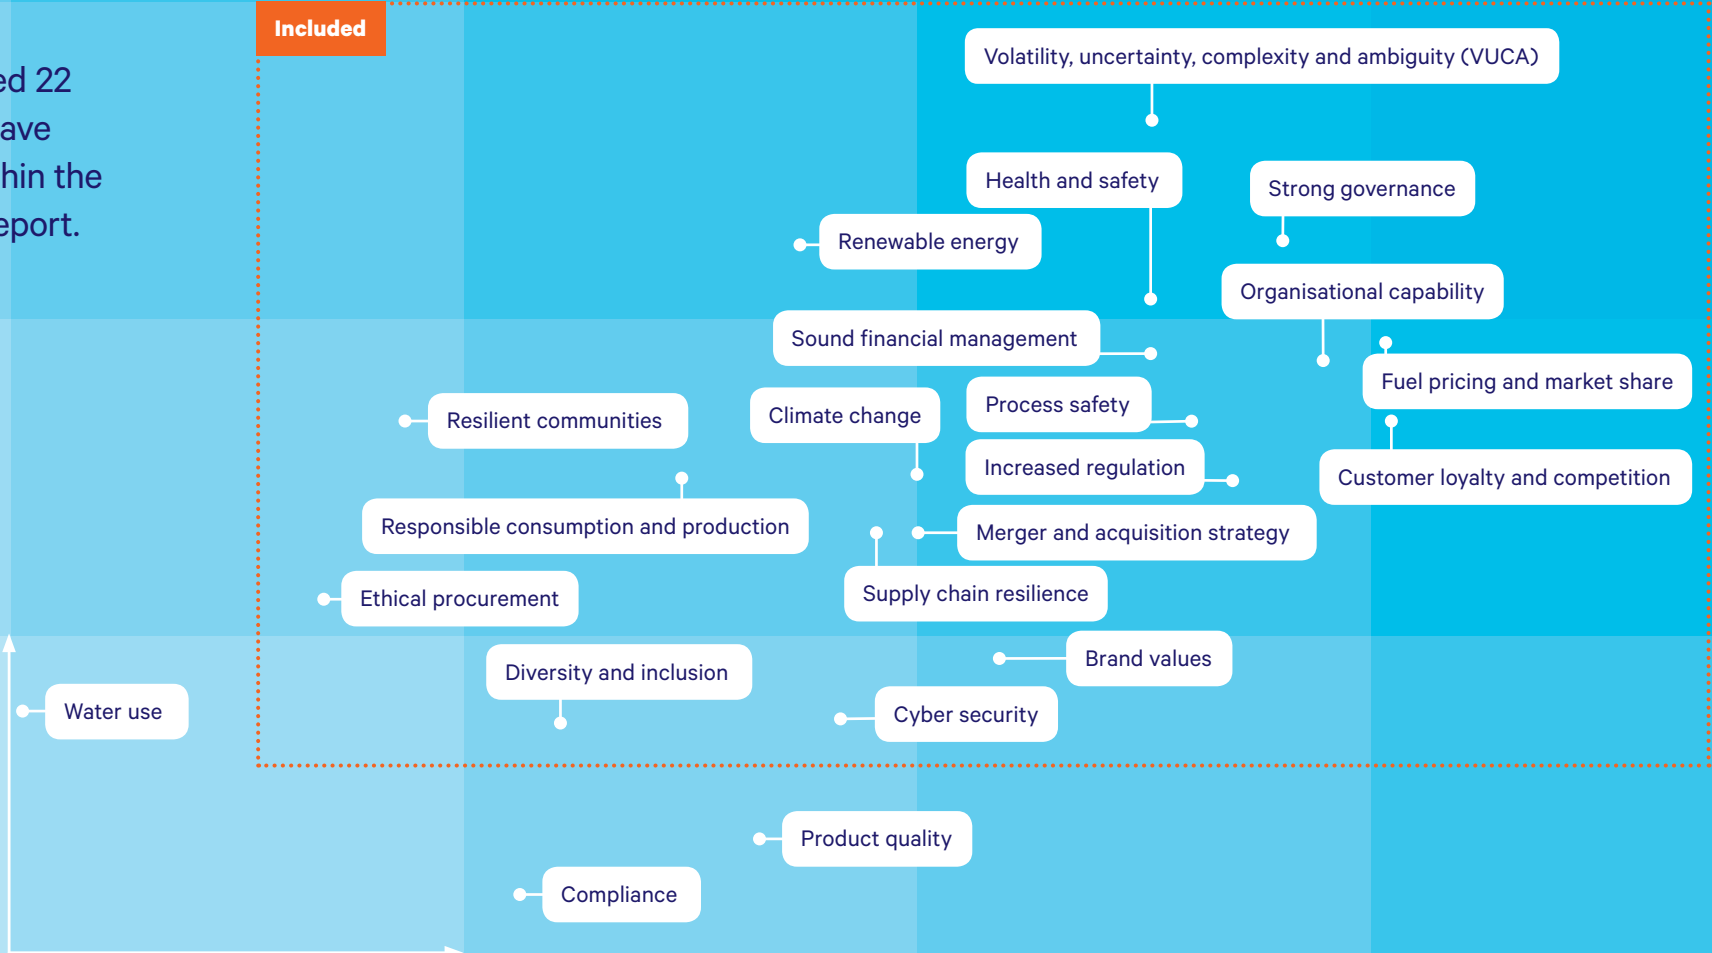 Included
ed 22
ave
hin the
eport.
Volatility, uncertainty, complexity and ambiguity (VUCA)
Health and safety
Strong governance
Renewable energy
Organisational capability
Sound financial management
Fuel pricing and market share
Process safety
Climate change
Resilient communities
Increased regulation
Customer loyalty and competition
Responsible consumption and production
Merger and acquisition strategy
Supply chain resilience
Ethical procurement
Brand values
Diversity and inclusion
Water use
Cyber security
Product quality
Compliance